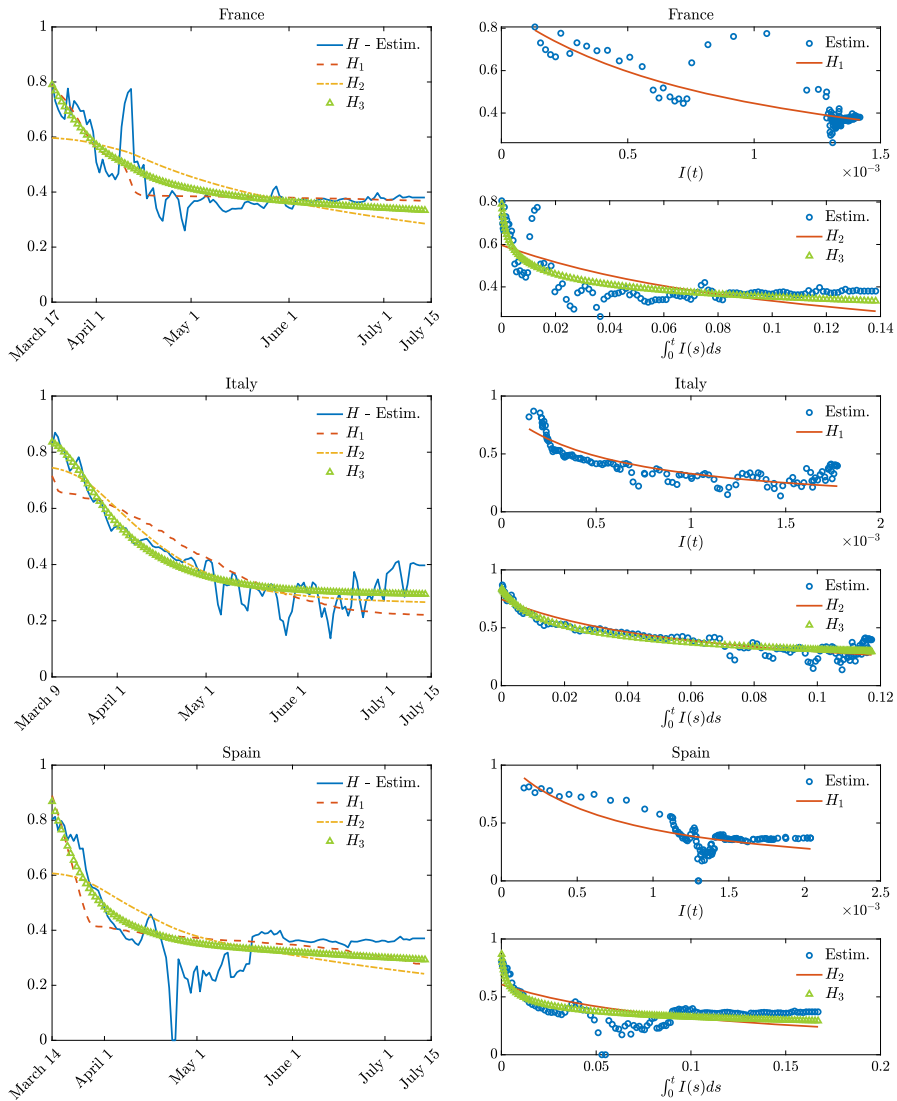 France
1
0.8
0.6
0.4
0.2
0
March 17
April 1
May 1
June 1
July 1
July 15
H - Estim.
H₁
H₂
H₃
France
0.8
0.6
0.4
0
0.5
1
1.5
×10⁻³
I(t)
Estim.
H₁
0.8
0.6
0.4
0
0.02
0.04
0.06
0.08
0.1
0.12
0.14
∫₀ᵗ I(s)ds
Estim.
H₂
H₃
Italy
1
0.8
0.6
0.4
0.2
0
March 9
April 1
May 1
June 1
July 1
July 15
H - Estim.
H₁
H₂
H₃
Italy
1
0.5
0
0
0.5
1
1.5
2
×10⁻³
I(t)
Estim.
H₁
1
0.5
0
0
0.02
0.04
0.06
0.08
0.1
0.12
∫₀ᵗ I(s)ds
Estim.
H₂
H₃
Spain
1
0.8
0.6
0.4
0.2
0
March 14
April 1
May 1
June 1
July 1
July 15
H - Estim.
H₁
H₂
H₃
Spain
1
0.5
0
0
0.5
1
1.5
2
2.5
×10⁻³
I(t)
Estim.
H₁
1
0.5
0
0
0.05
0.1
0.15
0.2
∫₀ᵗ I(s)ds
Estim.
H₂
H₃